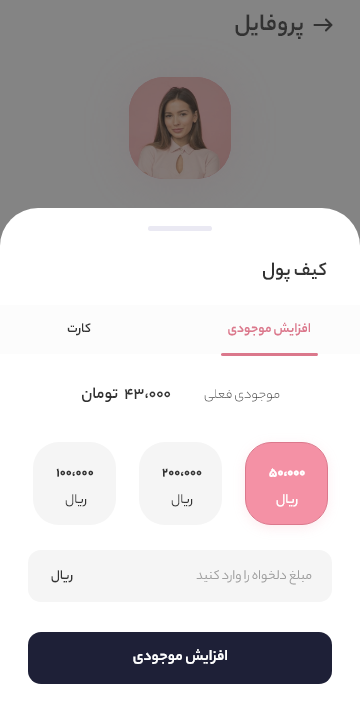 پروفایل
کیف پول
افزایش موجودی
کارت
موجودی فعلی ۴۳،۰۰۰ تومان
۵۰،۰۰۰ ریال
۲۰۰،۰۰۰ ریال
۱۰۰،۰۰۰ ریال
مبلغ دلخواه را وارد کنید ریال
افزایش موجودی